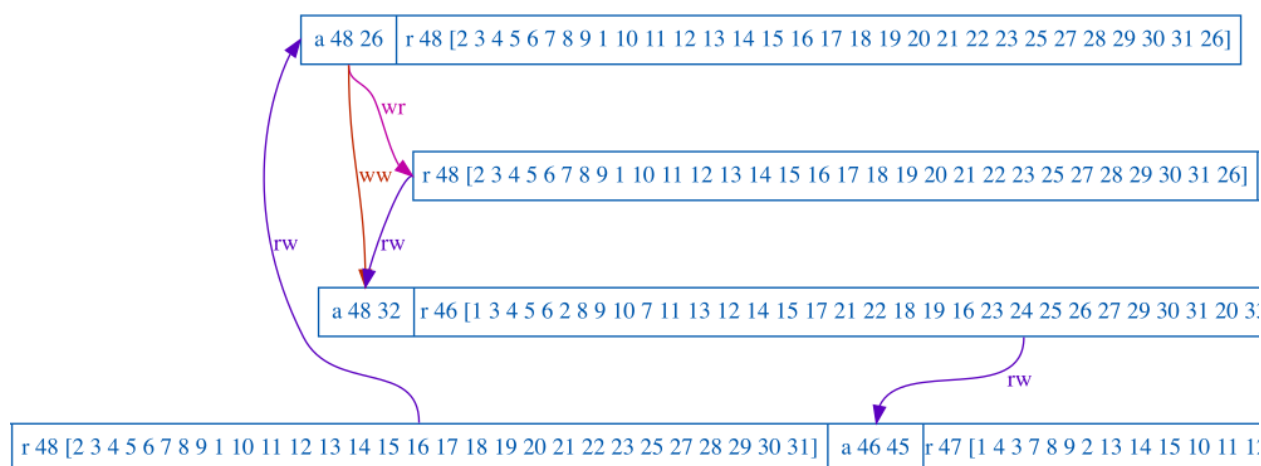 a 48 26 r 48 [2 3 4 5 6 7 8 9 1 10 11 12 13 14 15 16 17 18 19 20 21 22 23 25 27 28 29 30 31 26]
wr
ww r 48 [2 3 4 5 6 7 8 9 1 10 11 12 13 14 15 16 17 18 19 20 21 22 23 25 27 28 29 30 31 26]
rw rw
a 48 32 r 46 [1 3 4 5 6 2 8 9 10 7 11 13 12 14 15 17 21 22 18 19 16 23 24 25 26 27 29 30 31 20
rw
r 48 [2 3 4 5 6 7 8 9 1 10 11 12 13 14 15 16 17 18 19 20 21 22 23 25 27 28 29 30 31] a 46 45 r 47 [1 4 3 7 8 9 2 13 14 15 10 11